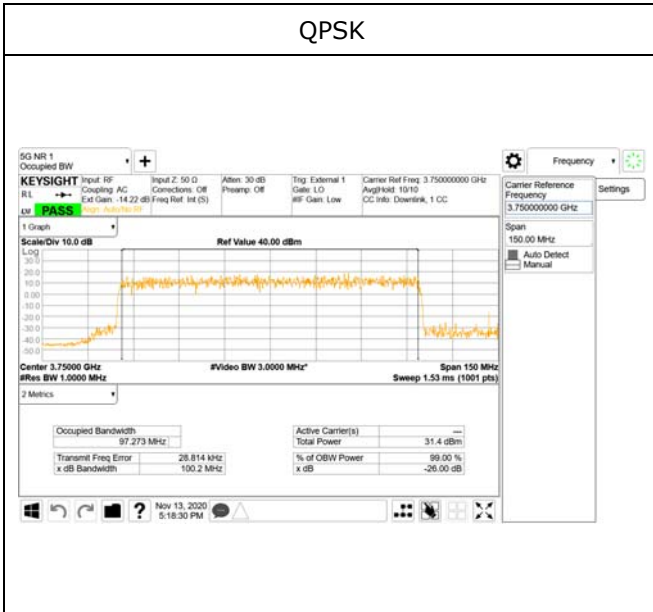 QPSK
5G NR 1
Occupied BW
+
Frequency
KEYSIGHT
Input: RF
Input Z: 50 Ω
Atten: 30 dB
Trig: External 1
Carrier Ref Freq: 3.750000000 GHz
R L
Coupling: AC
Corrections: Off
Preamp: Off
Gate: LO
Avg|Hold: 10/10
Ext Gain: -14.22 dB
Freq Ref: Int (S)
#IF Gain: Low
CC Info: Downlink, 1 CC
PASS
Align: Auto/No RF
Carrier Reference
Frequency
3.750000000 GHz
Settings
Span
150.00 MHz
Auto Detect
Manual
1 Graph
Scale/Div 10.0 dB
Ref Value 40.00 dBm
Log
30.0
20.0
10.0
0.00
-10.0
-20.0
-30.0
-40.0
-50.0
Center 3.75000 GHz
#Video BW 3.0000 MHz*
Span 150 MHz
#Res BW 1.0000 MHz
Sweep 1.53 ms (1001 pts)
2 Metrics
Occupied Bandwidth
97.273 MHz
Active Carrier(s)
---
Total Power
31.4 dBm
Transmit Freq Error
28.814 kHz
% of OBW Power
99.00 %
x dB Bandwidth
100.2 MHz
x dB
-26.00 dB
?
Nov 13, 2020
5:18:30 PM